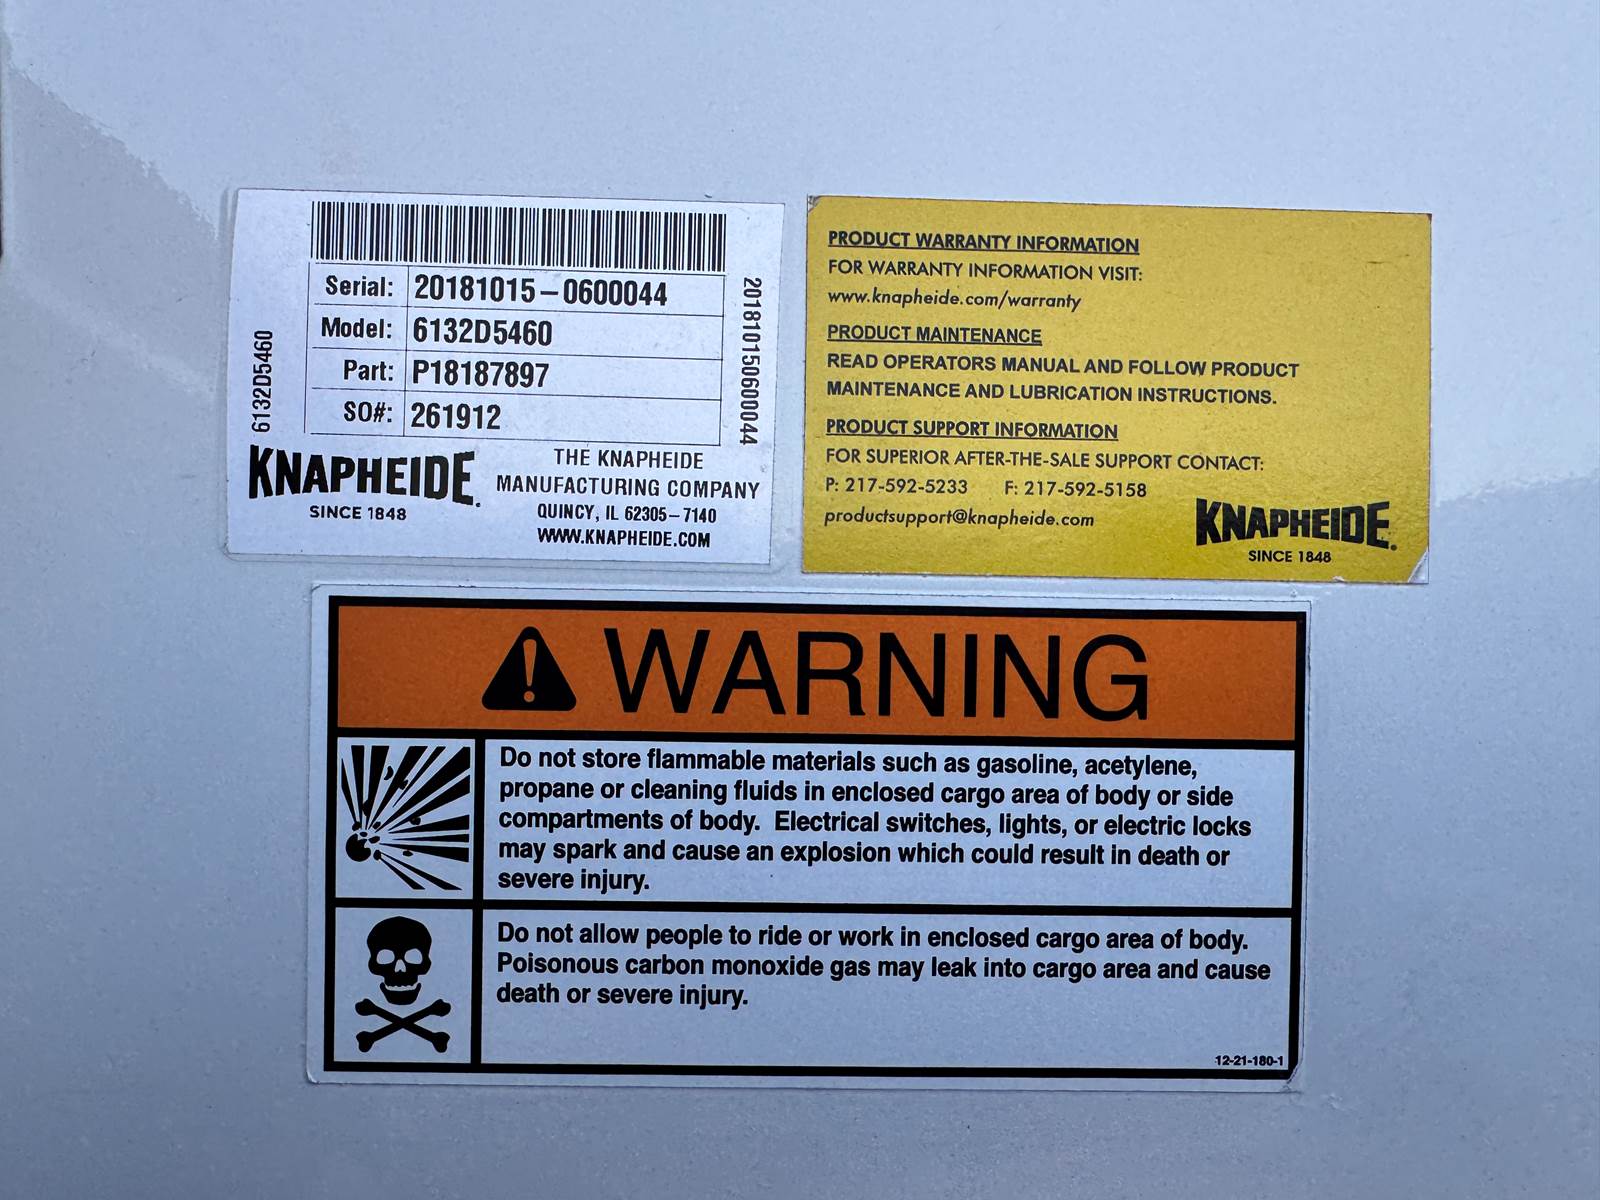 Serial: 20181015-0600044
Model: 6132D5460
Part: P18187897
SO#: 261912
6132D5460
20181015060044
KNAPHEIDE
SINCE 1848
THE KNAPHEIDE
MANUFACTURING COMPANY
QUINCY, IL 62305-7140
WWW.KNAPHEIDE.COM
PRODUCT WARRANTY INFORMATION
FOR WARRANTY INFORMATION VISIT:
www.knapheide.com/warranty
PRODUCT MAINTENANCE
READ OPERATORS MANUAL AND FOLLOW PRODUCT
MAINTENANCE AND LUBRICATION INSTRUCTIONS.
PRODUCT SUPPORT INFORMATION
FOR SUPERIOR AFTER-THE-SALE SUPPORT CONTACT:
P: 217-592-5233 F: 217-592-5158
productsupport@knapheide.com
KNAPHEIDE
SINCE 1848
WARNING
Do not store flammable materials such as gasoline, acetylene,
propane or cleaning fluids in enclosed cargo area of body or side
compartments of body. Electrical switches, lights, or electric locks
may spark and cause an explosion which could result in death or
severe injury.
Do not allow people to ride or work in enclosed cargo area of body.
Poisonous carbon monoxide gas may leak into cargo area and cause
death or severe injury.
12-21-180-1